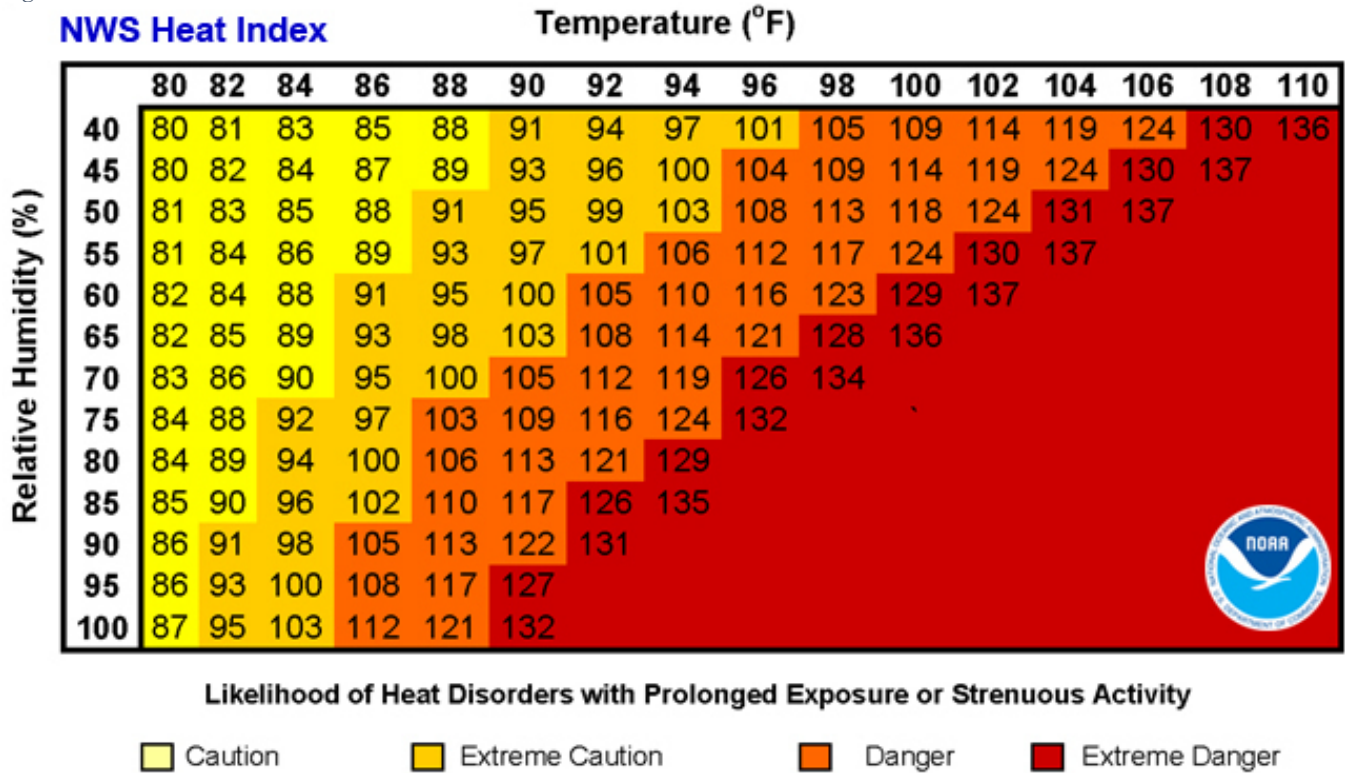 NWS Heat Index
Temperature (°F)
80 82 84 86 88 90 92 94 96 98 100 102 104 106 108 110
Relative Humidity (%)
40 80 81 83 85 88 91 94 97 101 105 109 114 119 124 130 136
45 80 82 84 87 89 93 96 100 104 109 114 119 124 130 137
50 81 83 85 88 91 95 99 103 108 113 118 124 131 137
55 81 84 86 89 93 97 101 106 112 117 124 130 137
60 82 84 88 91 95 100 105 110 116 123 129 137
65 82 85 89 93 98 103 108 114 121 128 136
70 83 86 90 95 100 105 112 119 126 134
75 84 88 92 97 103 109 116 124 132
80 84 89 94 100 106 113 121 129
85 85 90 96 102 110 117 126 135
90 86 91 98 105 113 122 131
95 86 93 100 108 117 127
100 87 95 103 112 121 132
NATIONAL OCEANIC AND ATMOSPHERIC ADMINISTRATION
NOAA
U.S. DEPARTMENT OF COMMERCE
Likelihood of Heat Disorders with Prolonged Exposure or Strenuous Activity
Caution
Extreme Caution
Danger
Extreme Danger